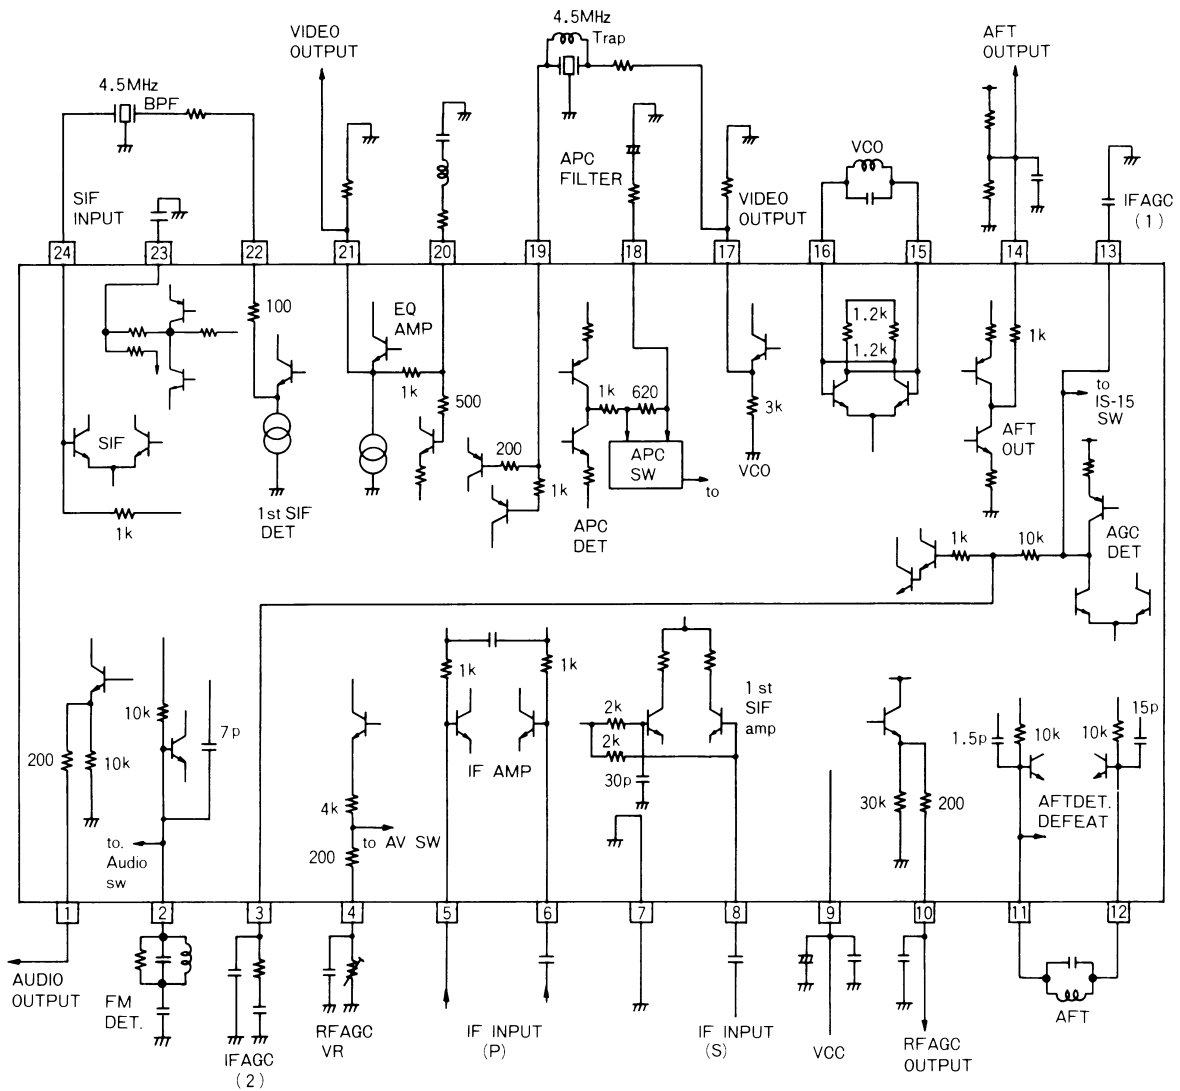 4.5MHz
Trap
VIDEO
OUTPUT
AFT
OUTPUT
4.5MHz
BPF
SIF
INPUT
APC
FILTER
VIDEO
OUTPUT
VCO
IFAGC
(1)
24
23
22
21
20
19
18
17
16
15
14
13
100
EQ
AMP
1k
500
SIF
1k
1st SIF
DET
200
1k
1k
620
APC
SW
to
APC
DET
3k
VCO
1.2k
1.2k
1k
AFT
OUT
to
IS-15
SW
AGC
DET
1k
10k
200
10k
10k
7p
to.
Audio
sw
4k
200
to AV SW
1k
1k
IF AMP
2k
2k
30p
1 st
SIF
amp
30k
200
1.5p
10k
10k
15p
AFTDET.
DEFEAT
1
2
3
4
5
6
7
8
9
10
11
12
AUDIO
OUTPUT
FM
DET.
IFAGC
(2)
RFAGC
VR
IF INPUT
(P)
IF INPUT
(S)
VCC
RFAGC
OUTPUT
AFT